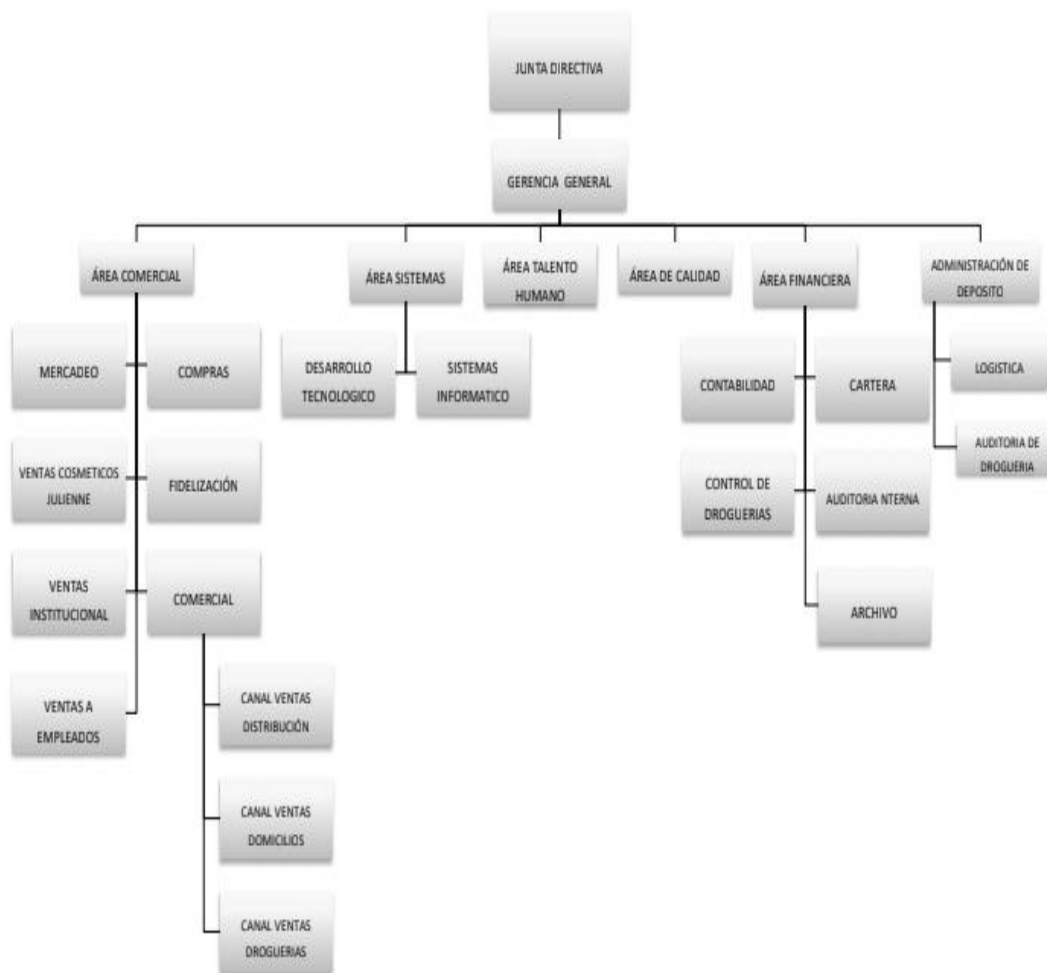 JUNTA DIRECTIVA
GERENCIA GENERAL
ÁREA COMERCIAL
ÁREA SISTEMAS
ÁREA TALENTO
HUMANO
ÁREA DE CALIDAD
ÁREA FINANCIERA
ADMINISTRACIÓN DE
DEPOSITO
MERCADEO
COMPRAS
DESARROLLO
TECNOLOGICO
SISTEMAS
INFORMATICO
CONTABILIDAD
CARTERA
LOGISTICA
VENTAS COSMETICOS
JULIENNE
FIDELIZACIÓN
CONTROL DE
DROGUERIAS
AUDITORIA NTERNA
AUDITORIA DE
DROGUERIA
VENTAS
INSTITUCIONAL
COMERCIAL
ARCHIVO
VENTAS A
EMPLEADOS
CANAL VENTAS
DISTRIBUCIÓN
CANAL VENTAS
DOMICILIOS
CANAL VENTAS
DROGUERIAS